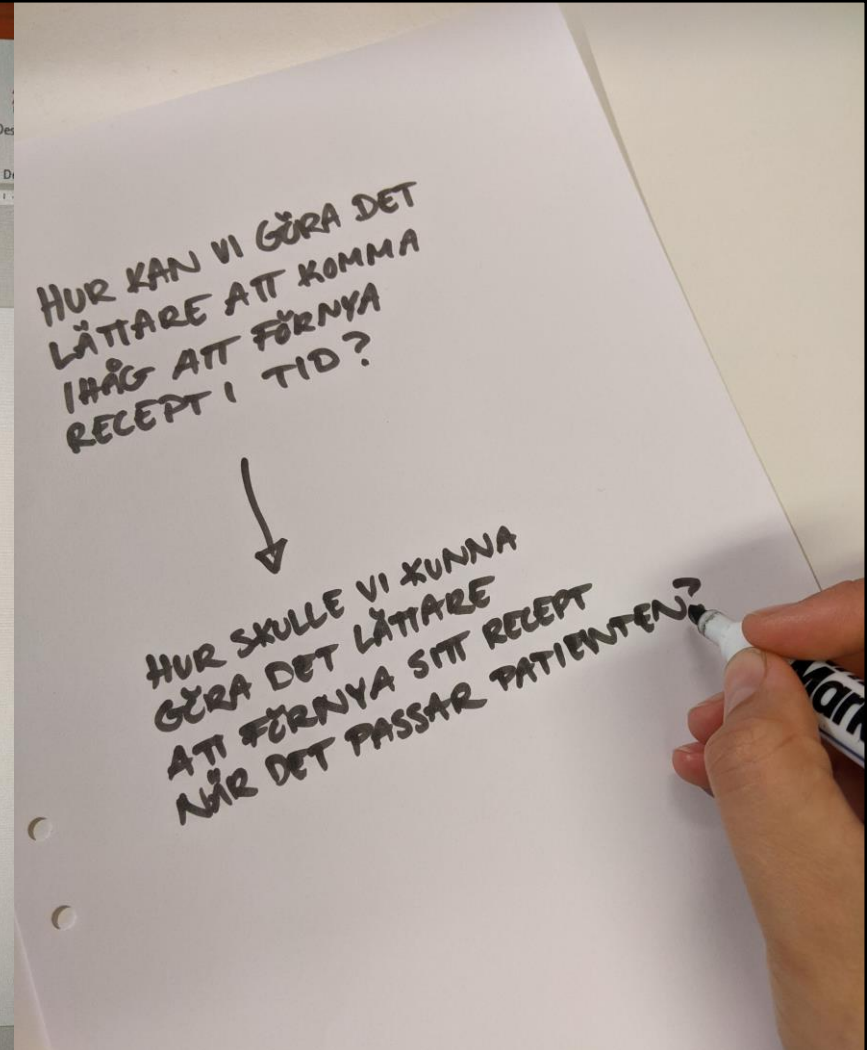 Des
HUR KAN VI GÖRA DET
LÄTTARE ATT KOMMA
IHÅG ATT FÖRNYA
RECEPT I TID?
HUR SKULLE VI KUNNA
GÖRA DET LÄTTARE
ATT FÖRNYA SITT RECEPT
NÄR DET PASSAR PATIENTEN?